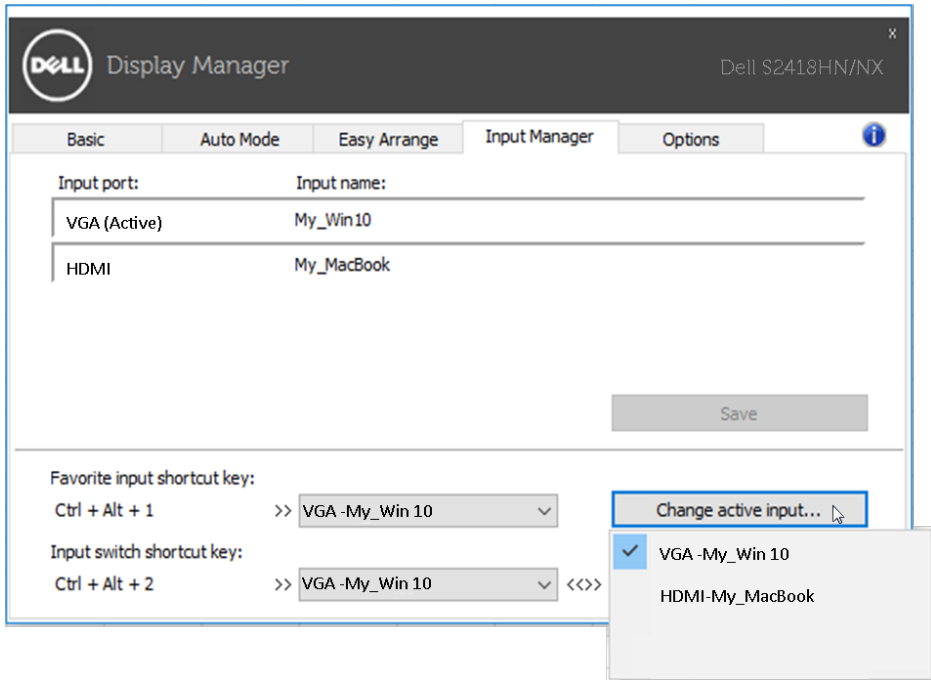 DELL Display Manager
x
Dell S2418HN/NX
Basic Auto Mode Easy Arrange Input Manager Options i
Input port: Input name:
VGA (Active) My_Win10
HDMI My_MacBook
Save
Favorite input shortcut key:
Ctrl + Alt + 1 >> VGA -My_Win 10 Change active input...
Input switch shortcut key:
Ctrl + Alt + 2 >> VGA -My_Win 10 <<>>
VGA -My_Win 10
HDMI-My_MacBook